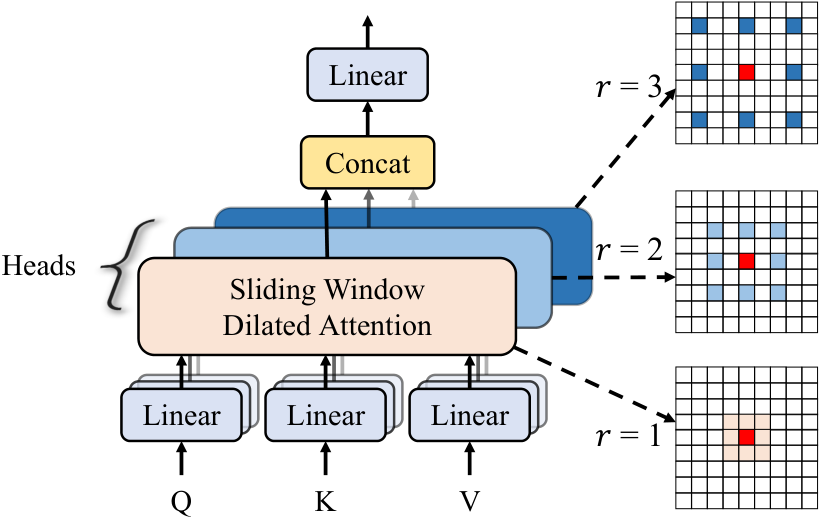 Linear
r = 3
Concat
Heads
r = 2
Sliding Window
Dilated Attention
Linear
Linear
Linear
r = 1
Q
K
V